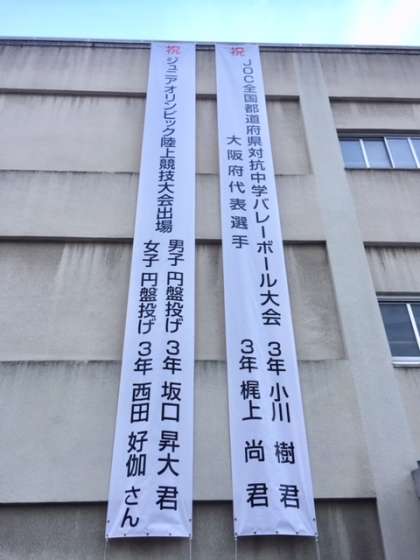 祝 JOC全国都道府県対抗中学バレーボール大会 3年 小川 樹 君
大阪府代表選手 3年 梶上 尚 君
祝 ジュニアオリンピック陸上競技大会出場
男子 円盤投げ 3年 坂口 昇大 君
女子 円盤投げ 3年 西田 好伽 さん